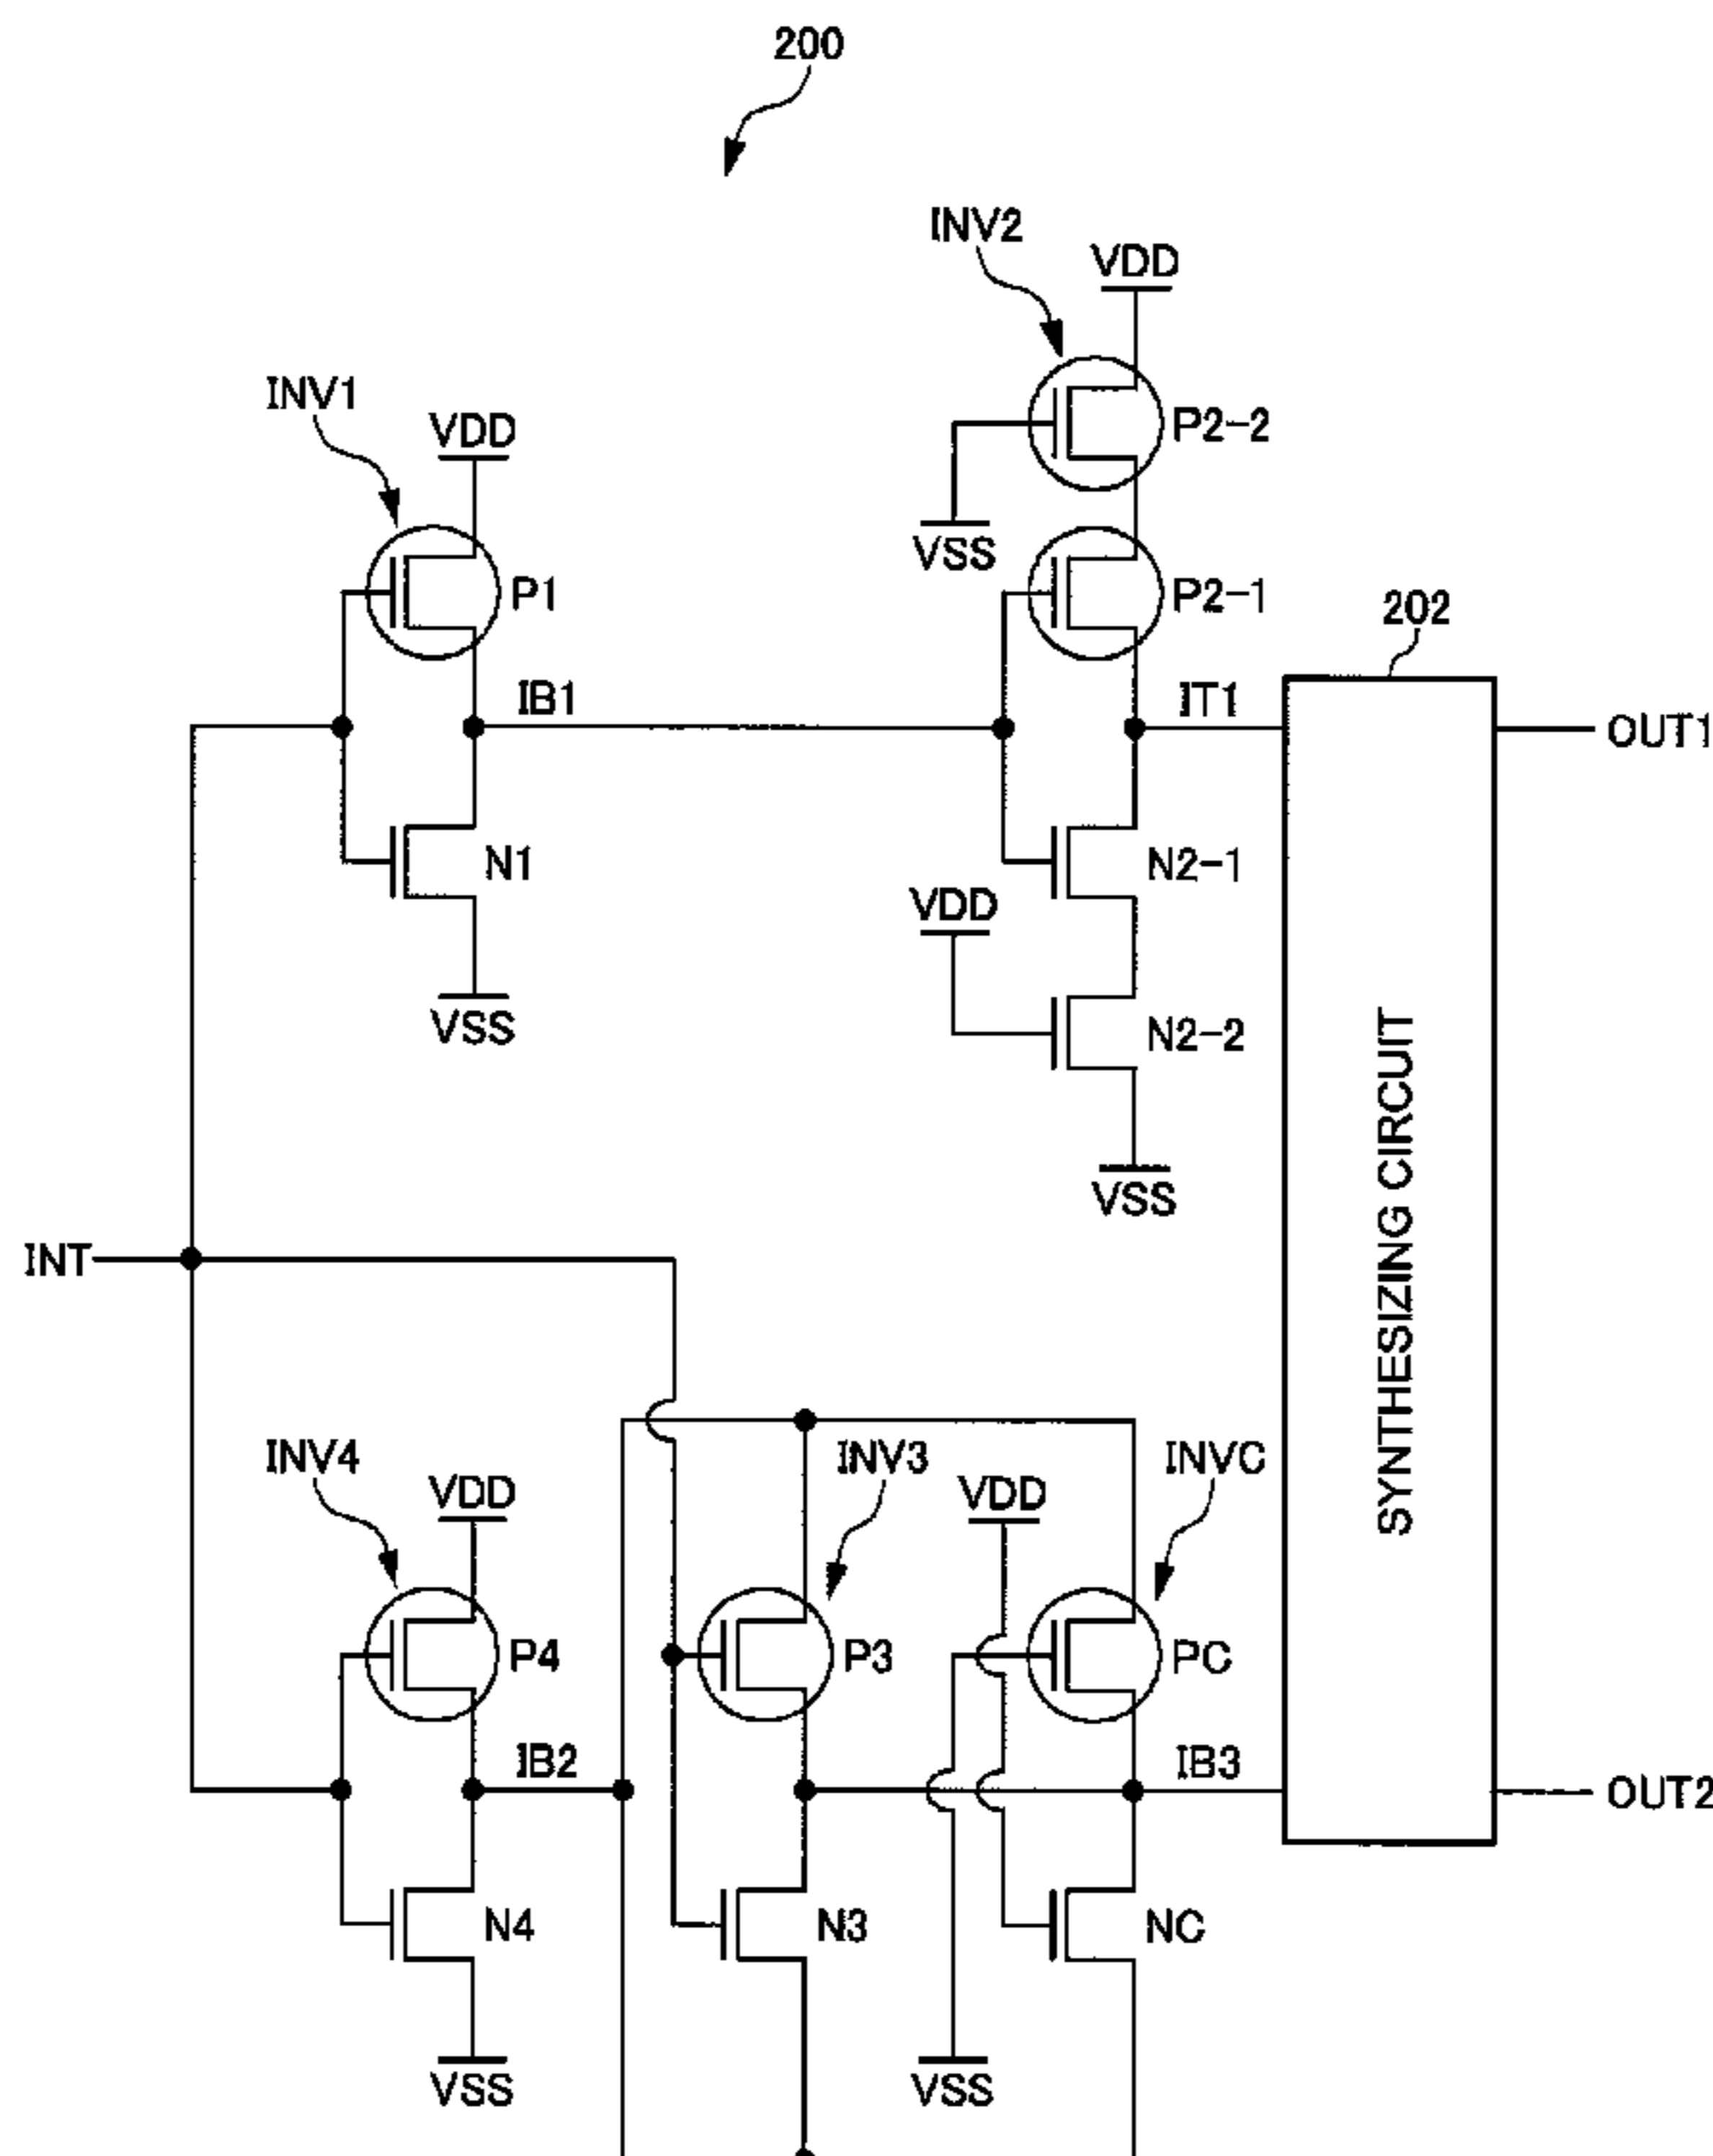 200
INV2
VDD
INV1
VDD
P2-2
VSS
P1
P2-1
202
IB1
IT1
OUT1
N1
N2-1
VDD
VSS
N2-2
VSS
SYNTHESIZING CIRCUIT
INT
INV4
INV3
INVC
VDD
VDD
P4
P3
PC
IB2
IB3
OUT2
N4
N3
NC
VSS
VSS